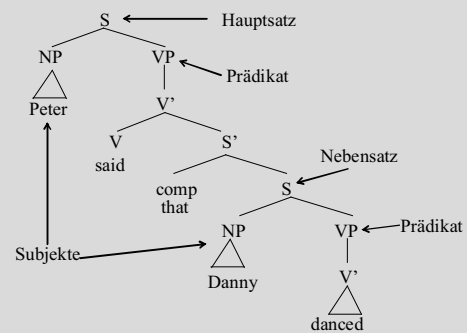 S Hauptsatz
NP VP
Prädikat
Peter V’
V S’
said Nebensatz
comp S
that
NP VP Prädikat
Subjekte
Danny V’
danced